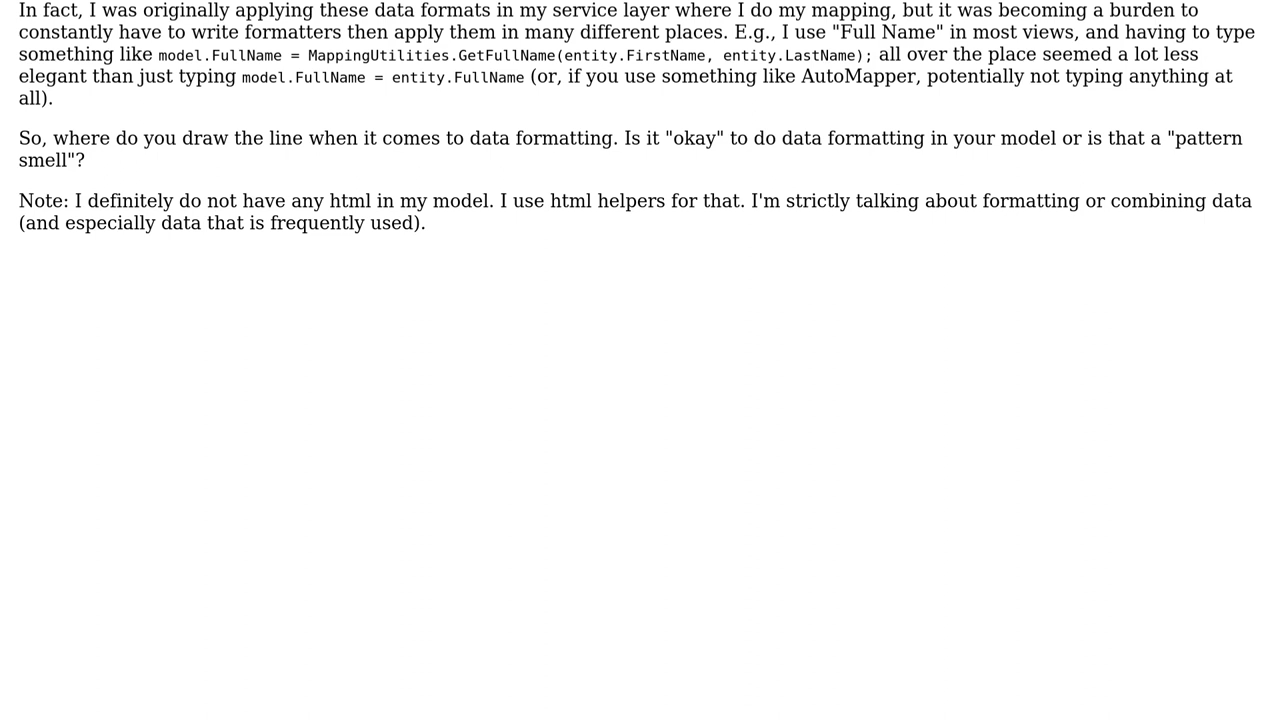 In fact, I was originally applying these data formats in my service layer where I do my mapping, but it was becoming a burden to
constantly have to write formatters then apply them in many different places. E.g., I use "Full Name" in most views, and having to type
something like model.FullName = MappingUtilities.GetFullName(entity.FirstName, entity.LastName); all over the place seemed a lot less
elegant than just typing model.FullName = entity.FullName (or, if you use something like AutoMapper, potentially not typing anything at
all).
So, where do you draw the line when it comes to data formatting. Is it "okay" to do data formatting in your model or is that a "pattern
smell"?
Note: I definitely do not have any html in my model. I use html helpers for that. I'm strictly talking about formatting or combining data
(and especially data that is frequently used).